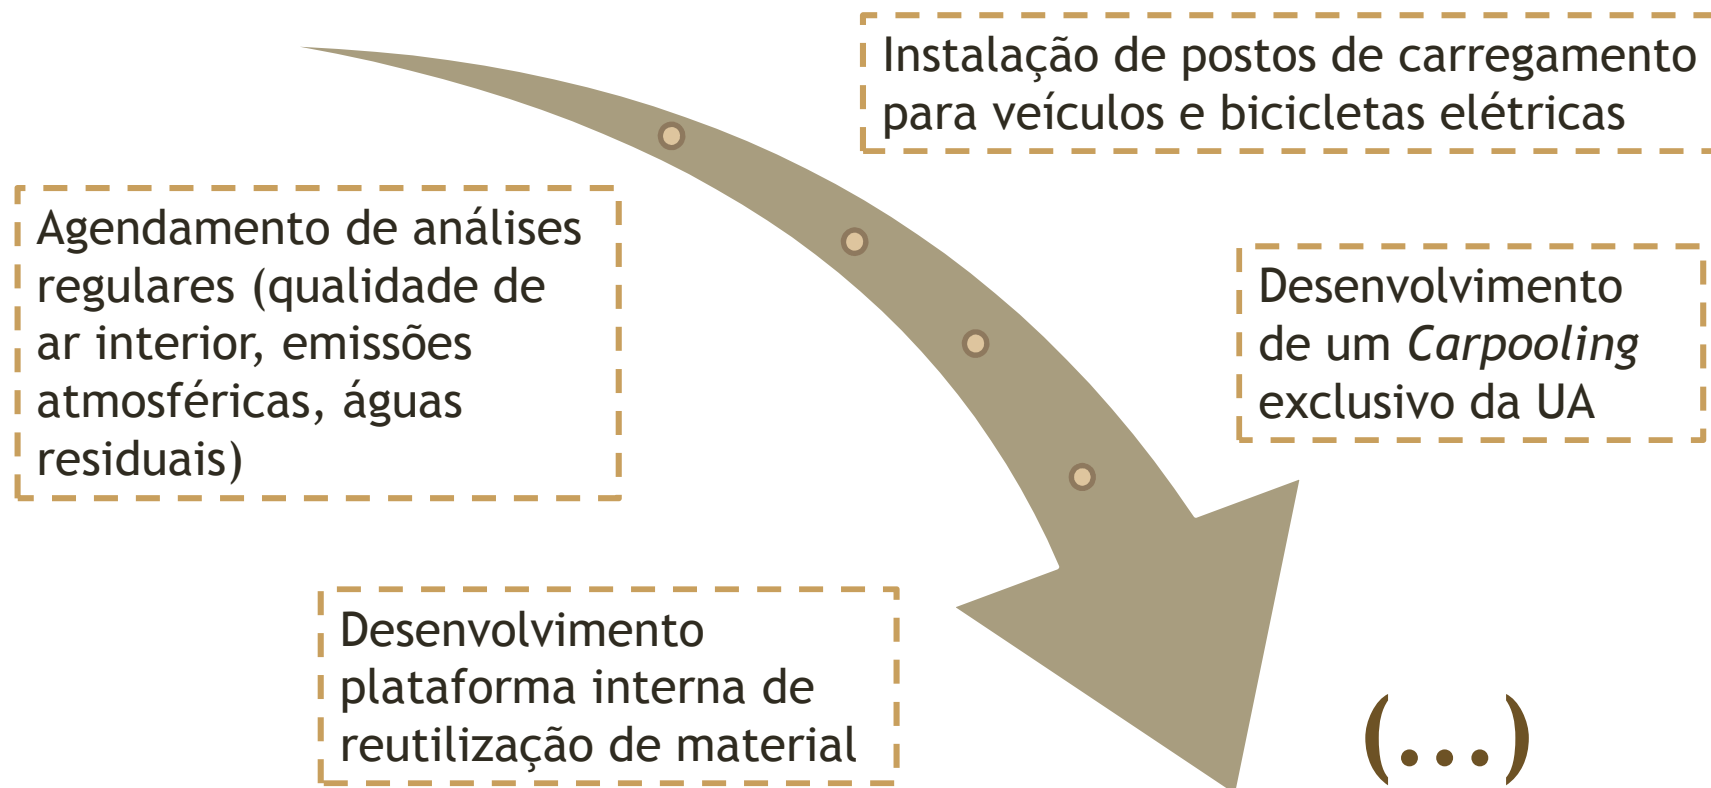 Instalação de postos de carregamento
para veículos e bicicletas elétricas
Agendamento de análises
regulares (qualidade de
ar interior, emissões
atmosféricas, águas
residuais)
Desenvolvimento
de um Carpooling
exclusivo da UA
Desenvolvimento
plataforma interna de
reutilização de material
(...)